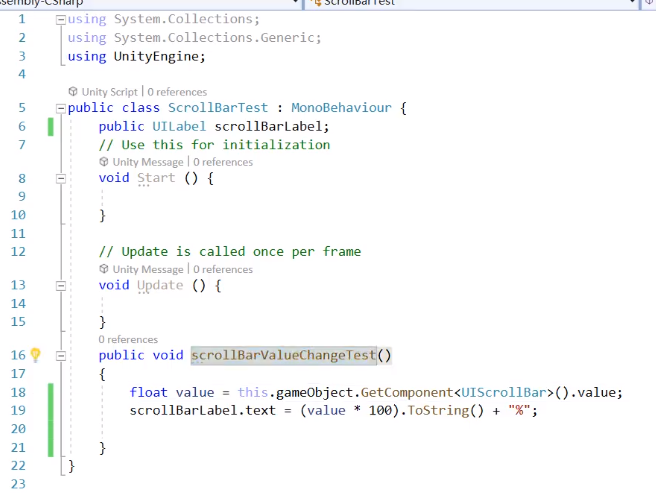 ssembly-CSharp ScrollBarTest
1 using System.Collections;
2 using System.Collections.Generic;
3 using UnityEngine;
4
Unity Script | 0 references
5 public class ScrollBarTest : MonoBehaviour {
6 public UILabel scrollBarLabel;
7 // Use this for initialization
Unity Message | 0 references
8 void Start () {
9
10 }
11
12 // Update is called once per frame
Unity Message | 0 references
13 void Update () {
14
15 }
0 references
16 public void scrollBarValueChangeTest()
17 {
18 float value = this.gameObject.GetComponent<UIScrollBar>().value;
19 scrollBarLabel.text = (value * 100).ToString() + "%";
20
21 }
22 }
23